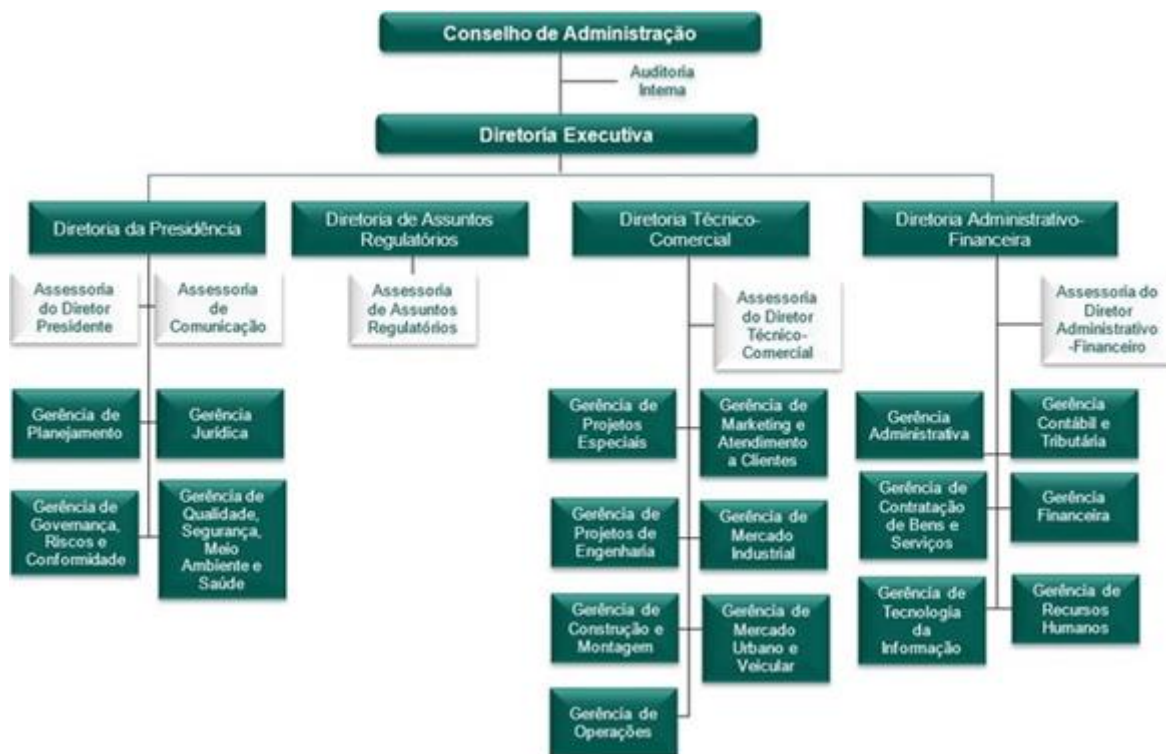 Conselho de Administração
Auditoria
Interna
Diretoria Executiva
Diretoria da Presidência
Diretoria de Assuntos
Regulatórios
Diretoria Técnico-
Comercial
Diretoria Administrativo-
Financeira
Assessoria
do Diretor
Presidente
Assessoria
de
Comunicação
Assessoria
de Assuntos
Regulatórios
Assessoria
do Diretor
Técnico-
Comercial
Assessoria do
Diretor
Administrativo
-Financeiro
Gerência de
Planejamento
Gerência
Jurídica
Gerência de
Projetos
Especiais
Gerência de
Marketing e
Atendimento
a Clientes
Gerência
Administrativa
Gerência
Contábil e
Tributária
Gerência de
Governança,
Riscos e
Conformidade
Gerência de
Qualidade,
Segurança,
Meio
Ambiente e
Saúde
Gerência de
Projetos de
Engenharia
Gerência de
Mercado
Industrial
Gerência de
Contratação
de Bens e
Serviços
Gerência
Financeira
Gerência de
Construção e
Montagem
Gerência de
Mercado
Urbano e
Veicular
Gerência de
Tecnologia
da
Informação
Gerência de
Recursos
Humanos
Gerência de
Operações